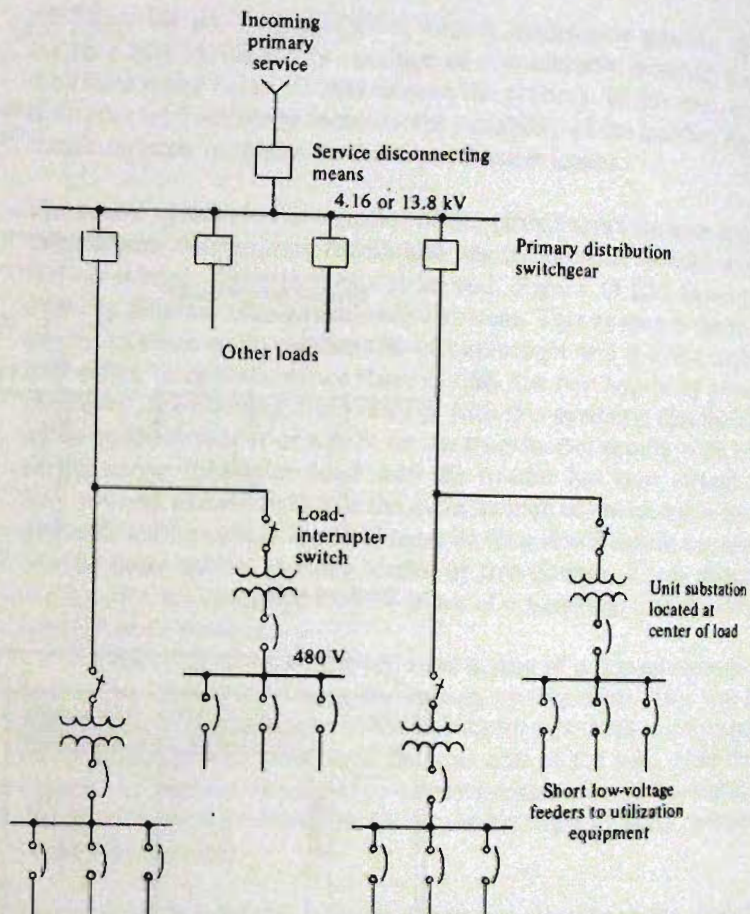 Incoming
primary
service
Service disconnecting
means
4.16 or 13.8 kV
Primary distribution
switchgear
Other loads
Load-
interrupter
switch
Unit substation
located at
center of load
480 V
Short low-voltage
feeders to utilization
equipment